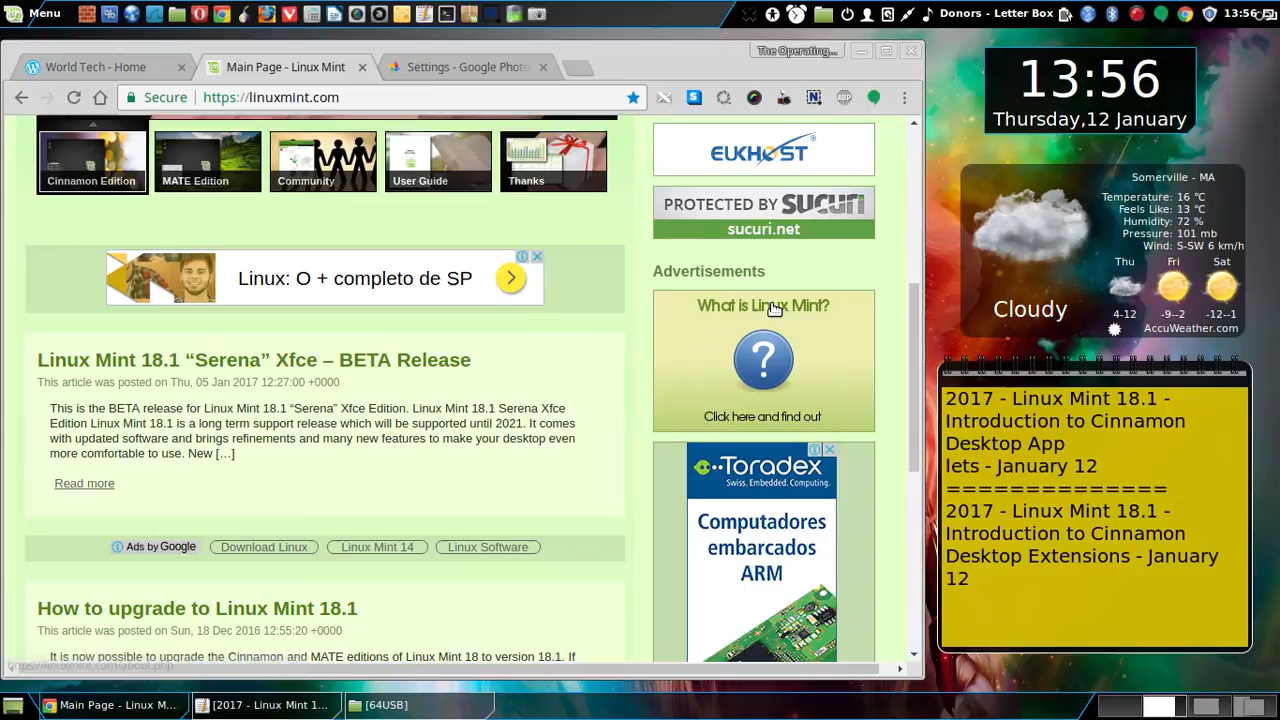 Menu
Donors - Letter Box
13:56
The Operating...
World Tech - Home
Main Page - Linux Mint
Settings - Google Photo
Secure
https://linuxmint.com
ABP
Cinnamon Edition
MATE Edition
Community
User Guide
Thanks
EUKHOST
PROTECTED BY SUCURI
sucuri.net
Linux: O + completo de SP
Advertisements
What is Linux Mint?
?
Click here and find out
Linux Mint 18.1 “Serena” Xfce – BETA Release
This article was posted on Thu, 05 Jan 2017 12:27:00 +0000
This is the BETA release for Linux Mint 18.1 “Serena” Xfce Edition. Linux Mint 18.1 Serena Xfce
Edition Linux Mint 18.1 is a long term support release which will be supported until 2021. It comes
with updated software and brings refinements and many new features to make your desktop even
more comfortable to use. New […]
Read more
Ads by Google
Download Linux
Linux Mint 14
Linux Software
How to upgrade to Linux Mint 18.1
This article was posted on Sun, 18 Dec 2016 12:55:20 +0000
It is now possible to upgrade the Cinnamon and MATE editions of Linux Mint 18 to version 18.1. If
https://linuxmint.com/about.php
Toradex
Swiss. Embedded. Computing.
Computadores
embarcados
ARM
13:56
Thursday,12 January
Somerville - MA
Temperature: 16 ℃
Feels Like: 13 ℃
Humidity: 72 %
Pressure: 101 mb
Wind: S-SW 6 km/h
Thu Fri Sat
4-12 -9--2 -12--1
Cloudy
AccuWeather.com
2017 - Linux Mint 18.1 -
Introduction to Cinnamon
Desktop App
lets - January 12
==============
2017 - Linux Mint 18.1 -
Introduction to Cinnamon
Desktop Extensions - January
12
Main Page - Linux M...
[2017 - Linux Mint 1...
[64USB]